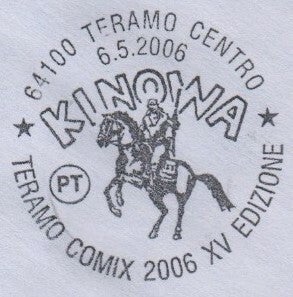 64100 TERAMO CENTRO
6.5.2006
KINOWA
PT
TERAMO COMIX 2006 XV EDIZIONE